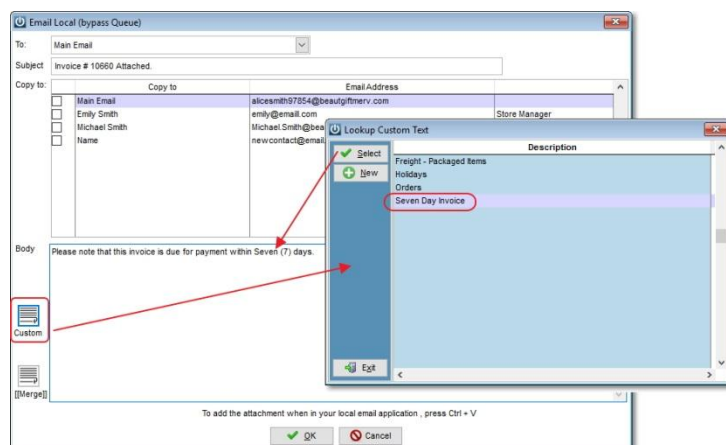 Email Local (bypass Queue)
To: Main Email
Subject Invoice # 10660 Attached.
Copy to: Copy to Email Address
Main Email alicesmith97854@beautgiftmerv.com
Emily Smith emily@emaill.com Store Manager
Michael Smith Michael.Smith@bea
Name newcontact@email.
Lookup Custom Text
Select Description
New Freight - Packaged Items
Holidays
Orders
Seven Day Invoice
Exit
Body Please note that this invoice is due for payment within Seven (7) days.
Custom
[[Merge]]
To add the attachment when in your local email application , press Ctrl + V
OK Cancel